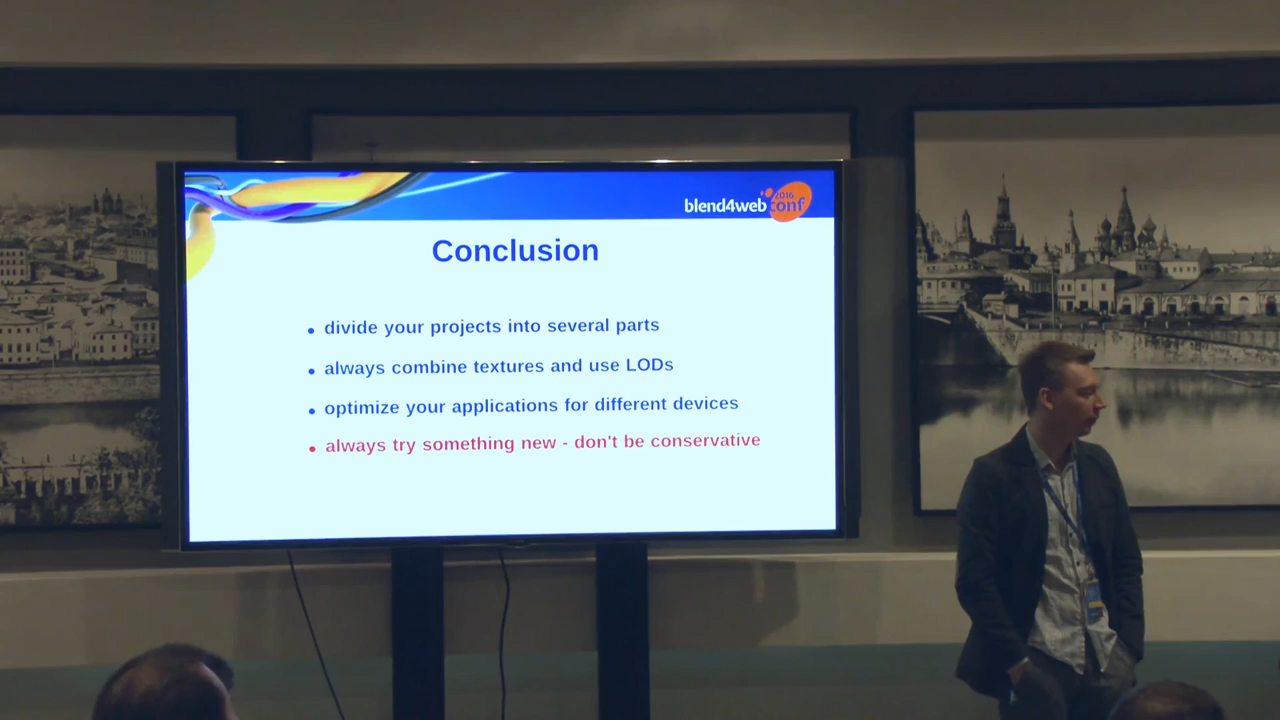 blend4web conf 2016
Conclusion
• divide your projects into several parts
• always combine textures and use LODs
• optimize your applications for different devices
• always try something new - don't be conservative